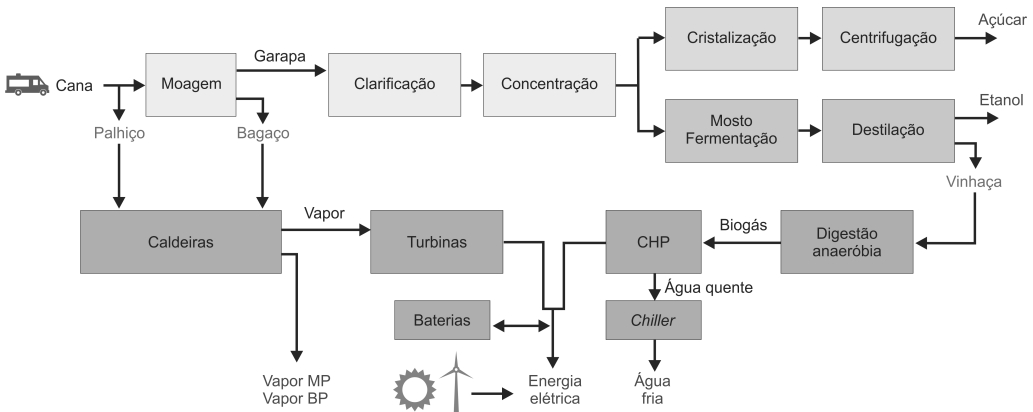 Açúcar
Cristalização
Centrifugação
Garapa
Cana
Moagem
Clarificação
Concentração
Etanol
Palhiço
Bagaço
Mosto
Fermentação
Destilação
Vinhaça
Vapor
Biogás
Caldeiras
Turbinas
CHP
Digestão
anaeróbia
Água quente
Baterias
Chiller
Vapor MP
Vapor BP
Energia
elétrica
Água
fria